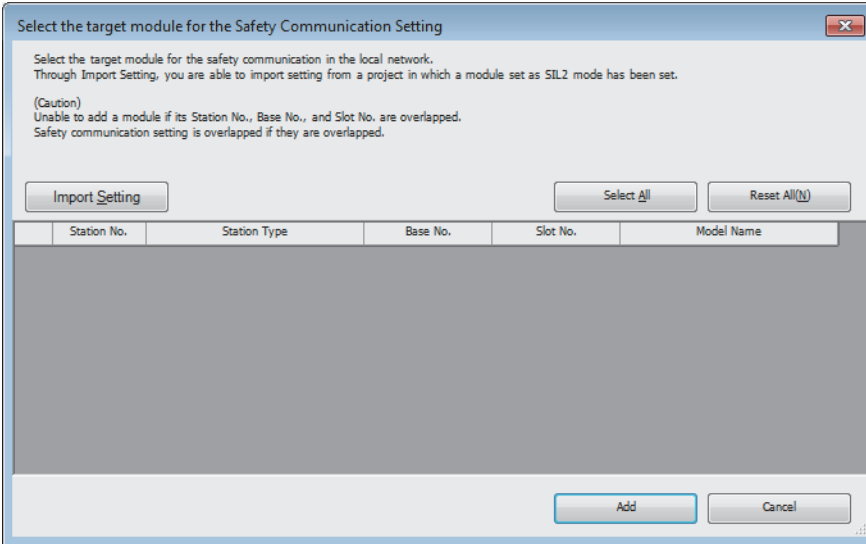 Select the target module for the Safety Communication Setting
Select the target module for the safety communication in the local network.
Through Import Setting, you are able to import setting from a project in which a module set as SIL2 mode has been set.
(Caution)
Unable to add a module if its Station No., Base No., and Slot No. are overlapped.
Safety communication setting is overlapped if they are overlapped.
Import Setting Select All Reset All(N)
Station No. Station Type Base No. Slot No. Model Name
Add Cancel